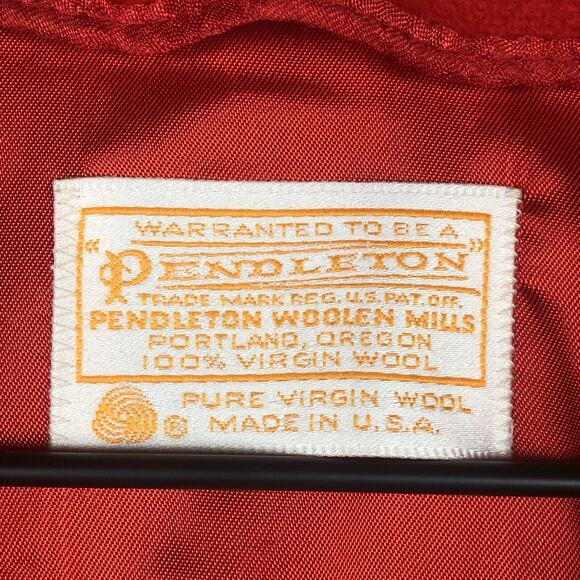 WARRANTED TO BE A
"PENDLETON"
TRADE MARK REG. U.S. PAT. OFF.
PENDLETON WOOLEN MILLS
PORTLAND, OREGON
100% VIRGIN WOOL
® PURE VIRGIN WOOL
MADE IN U.S.A.